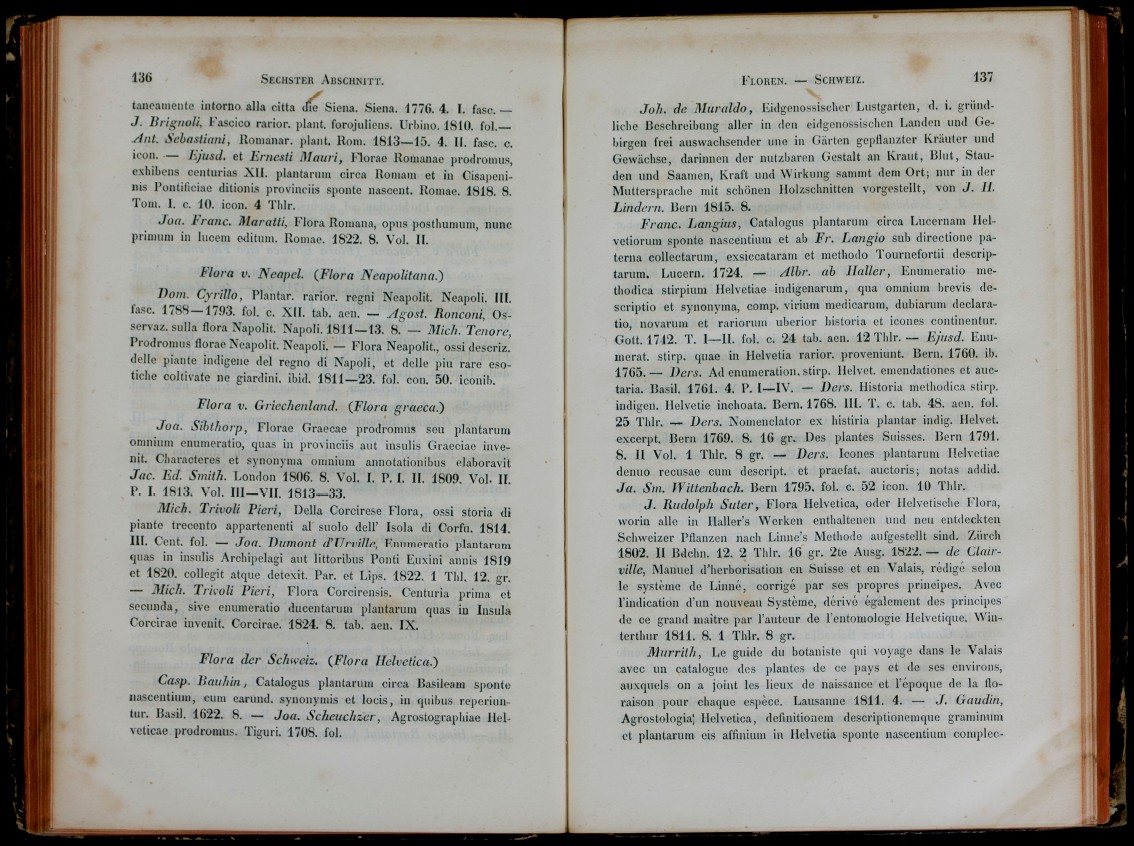 136
SECHSTER ABSCHNITT.
taneamente intorno alla citta die Siena. Siena. 1776. 4. I. fasc. —
J. Brignoli, Fascico rarior. plant. forojuliens. Urbino. 1810. fol.—
Ant. Sebastiani, Romanar. plant. Rom. 1813—15. 4. II. fasc. c.
icon. — Ejusd. et Ernesti Mauri, Florae Romanae prodromus,
exhibens centurias XII. plantarum circa Romam et in Cisapeni-
nis Pontificiae ditionis provinciis sponte nascent. Romae. 1818. 8.
Tom. I. c. 10. icon. 4 Thlr.
Joa. Franc. Maratti, Flora Romana, opus posthumum, nunc
primum in lucem editum. Romae. 1822. 8. Vol. II.
Flora v. Neapel. (Flora Neapolitana.)
Dom. Cyrillo, Plantar. rarior. regni Neapolit. Neapoli. III.
fasc. 1788—1793. fol. c. XII. tab. aen. — Agost. Ronconi, Os-
servaz. sulla flora Napolit. Napoli. 1811—13. 8. — Mich. Tenore,
Prodromus florae Neapolit. Neapoli. — Flora Neapolit., ossi descriz.
delle piante indigene del regno di Napoli, et delle piu rare eso-
tiche coltivate ne giardini. ibid. 1811—23. fol. con. 50. iconib.
Flora v. Griechenland. (Flora graeca.)
Joa. Sibthorp, Florae Graecae prodromus seu plantarum
omnium enumeratio, quas in provinciis aut insulis Graeciae inve-
nit. Characteres et synonyma omnium annotationibus elaboravit
Jac. Ed. Smith. London 1806. 8. Vol. I. P. I. II. 1809. Vol. II.
P. I. 1813. Vol. III—VII. 1813—33.
Mich. Trivoli Pieri, Della Corcirese Flora, ossi storia di
piante trecento appartenenti al suolo dell' Isola di Corfu. 1814.
III. Cent. fol. — Joa. Dumont d'Urville, Enumeratio plantarum
quas in insulis Archipelagi aut littoribus Ponti Euxini annis 1819
et 1820. collegit atque detexit. Par. et Lips. 1822. 1 Thl. 12. gr.
— Mich. Trivoli Pieri, Flora Corcirensis. Centuria prima et
secunda, sive enumeratio ducentarum plantarum quas in Insula
Corcirae invenit. Corcirae. 1824. 8. tab. aen. IX.
Flora der Schweiz. (Flora Helvetica.)
Casp. Bauhin, Catalogus plantarum circa Basileam sponte
nascentium, cum earund. synonymis et locis, in quibus reperiun-
tur. Basil. 1622. 8. — Joa. Scheuchzer, Agrostographiae Hel-
veticae prodromus. Tiguri. 1708. fol.
FLOREN. — SCHWEIZ.
137
Joh. de Muraldo, Eidgenossischer Lustgarten, d. i. gründ-
liche Beschreibung aller in den eidgenossischen Landen und Ge-
birgen frei auswachsender une in Gärten gepflanzter Kräuter und
Gewächse, darinnen der nutzbaren Gestalt an Kraut, Blut, Stau-
den und Saamen, Kraft und Wirkung sammt dem Ort; nur in der
Muttersprache mit schönen Holzschnitten vorgestellt, von J. H.
Lindern. Bern 1815. 8.
Franc. Langius, Catalogus plantarum circa Lucernam Hel-
vetiorum sponte nascentium et ab Fr. Langio sub directione pa-
terna collectarum, exsiccataram et methodo Tournefortii descrip-
tarum. Lucern. 1724. — Albr. ab Haller, Enumeratio me-
thodica stirpium Helvetiae indigenarum, qua omnium brevis de-
scriptio et synonyma, comp. virium medicarum, dubiarum declara-
tio, novarum et rariorum uberior historia et icones continentur.
Gott. 1742. T. I—II. fol. c. 24 tab. aen. 12 Thlr. — Ejusd. Enu-
merat. stirp. quae in Helvetia rarior. proveniunt. Bern. 1760. ib.
1765. — Ders. Ad enumeration. stirp. Helvet. emendationes et auc-
taria. Basil. 1761. 4. P. I—IV. — Ders. Historia methodica stirp.
indigen. Helvetie inchoata. Bern. 1768. III. T. c. tab. 48. aen. fol.
25 Thlr. — Ders. Nomenclator ex histiria plantar indig. Helvet.
excerpt. Bern 1769. 8. 16 gr. Des plantes Suisses. Bern 1791.
8. II Vol. 1 Thlr. 8 gr. — Ders. Icones plantarum Helvetiae
denuo recusae cum descript. et praefat. auctoris; notas addid.
Ja. Sm. Wittenbach. Bern 1795. fol. c. 52 icon. 10 Thlr.
J. Rudolph Suter, Flora Helvetica, oder Helvetische Flora,
worin alle in Haller's Werken enthaltenen und neu entdeckten
Schweizer Pflanzen nach Linne's Methode aufgestellt sind. Zürch
1802. II Bdchn. 12. 2 Thlr. 16 gr. 2te Ausg. 1822. — de Clair-
ville, Manuel d'herborisation en Suisse et en Valais, rédigé selon
le système de Linné, corrigé par ses propres principes. Avec
l'indication d'un nouveau Système, dérivé également des principes
de ce grand maître par l'auteur de l'entomologie Helvetique. Win-
terthur 1811. 8. 1 Thlr. 8 gr.
Murrith, Le guide du botaniste qui voyage dans le Valais
avec un catalogue des plantes de ce pays et de ses environs,
auxquels on a joint les lieux de naissance et l'époque de la flo-
raison pour chaque espèce. Lausanne 1811. 4. — J. Gaudin,
Agrostologia Helvetica, definitionem descriptionemque graminum
et plantarum eis affinium in Helvetia sponte nascentium complec-